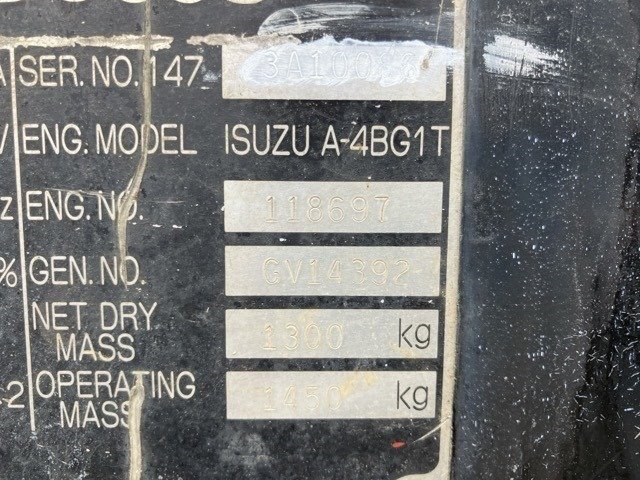 SER. NO. 147
ENG. MODEL ISUZU A-4BG1T
z ENG. NO. 118697
% GEN. NO. GV14392
NET DRY MASS 1300 kg
2 OPERATING MASS 1450 kg